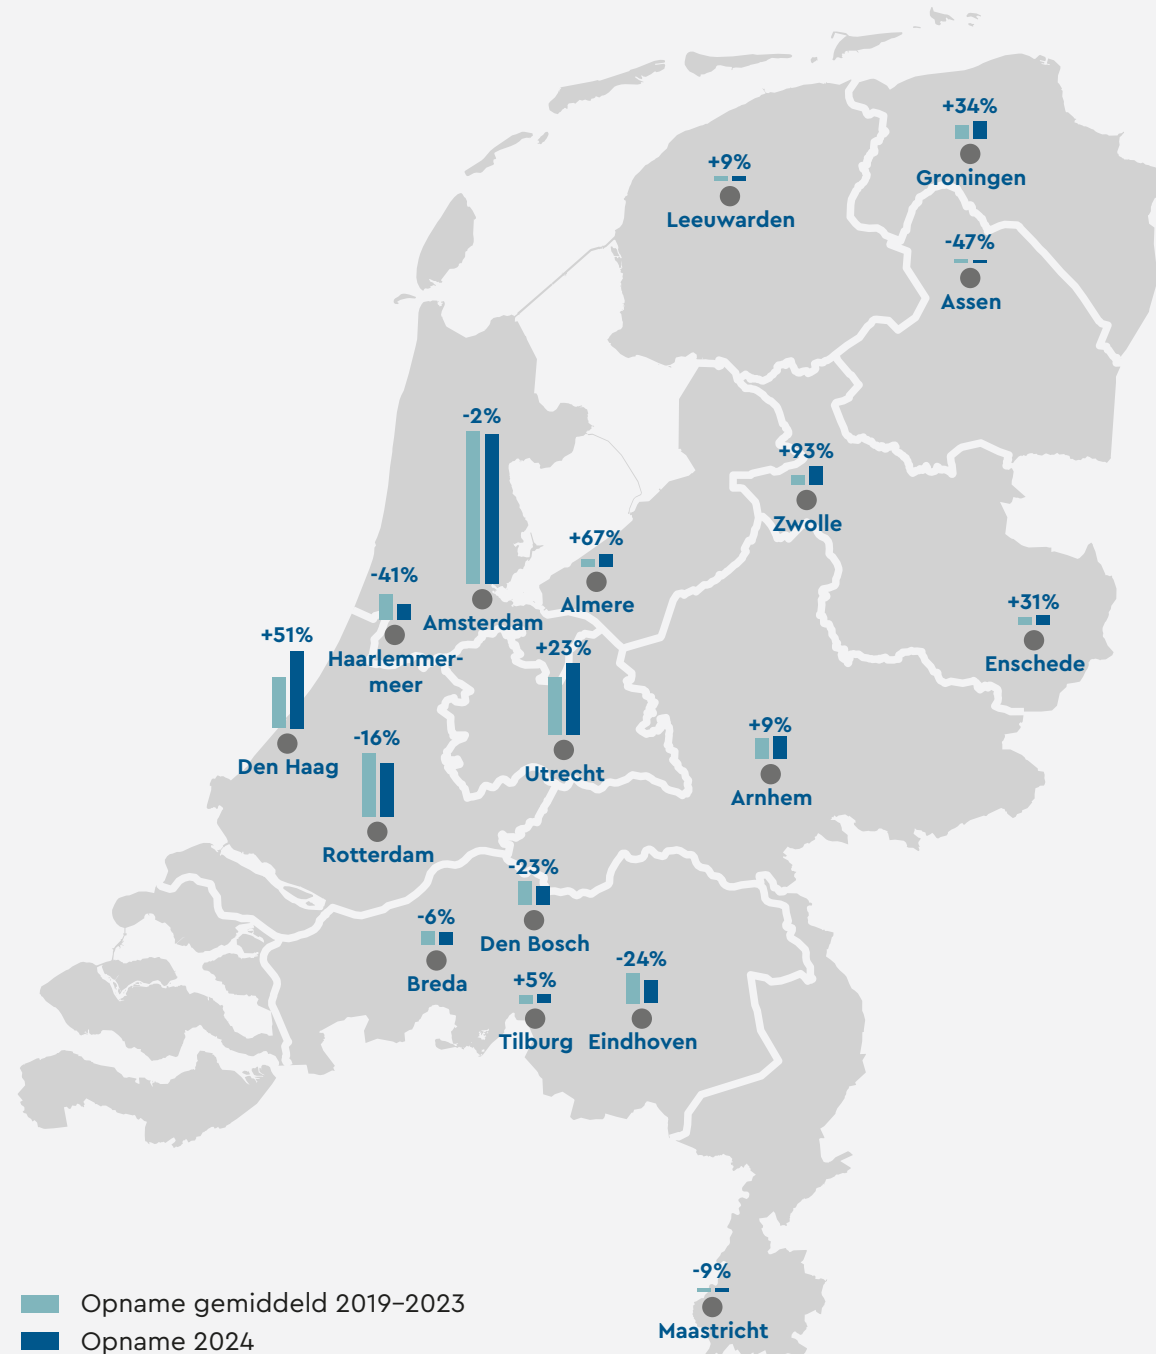 +34%
Groningen
+9%
Leeuwarden
-47%
Assen
-2%
Amsterdam
+93%
Zwolle
+67%
Almere
-41%
Haarlemmer-
meer
+31%
Enschede
+51%
Den Haag
+23%
Utrecht
-16%
Rotterdam
+9%
Arnhem
-23%
Den Bosch
-6%
Breda
+5%
Tilburg
-24%
Eindhoven
-9%
Maastricht
Opname gemiddeld 2019–2023
Opname 2024